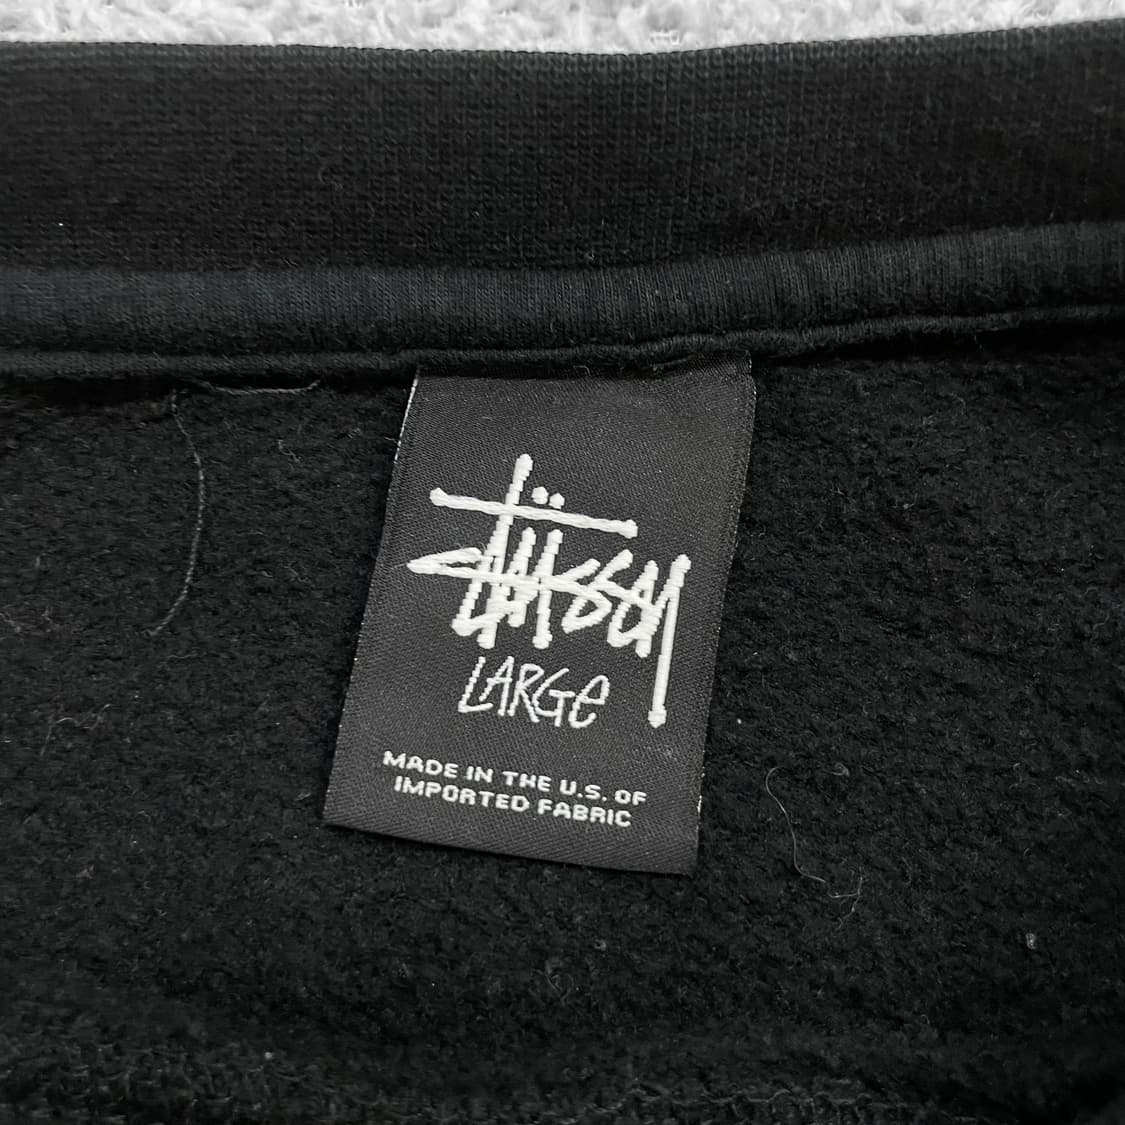 Stüssy
LARGe
MADE IN THE U.S. OF
IMPORTED FABRIC